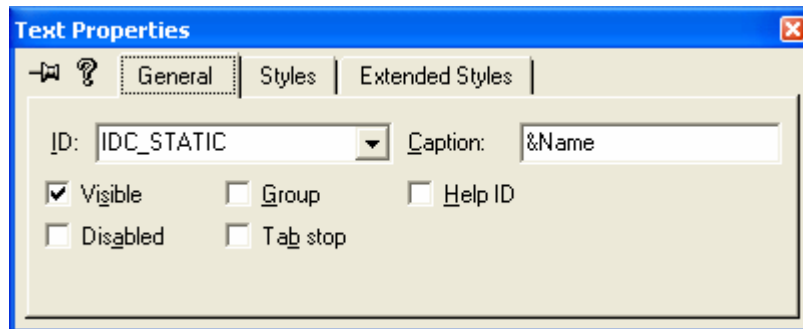 Text Properties
General Styles Extended Styles
ID: IDC_STATIC Caption: &Name
Visible Group Help ID
Disabled Tab stop